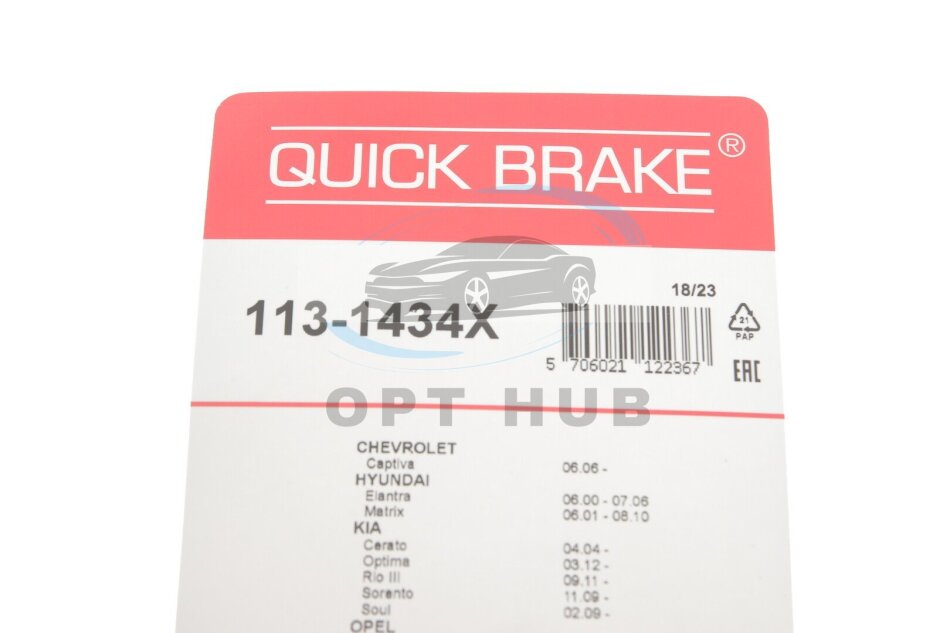 QUICK BRAKE®
18/23
113-1434X
21
PAP
5 706021 122367
EAC
OPT HUB
CHEVROLET
Captiva 06.06 -
HYUNDAI
Elantra 06.00 - 07.06
Matrix 06.01 - 08.10
KIA
Cerato 04.04 -
Optima 03.12 -
Rio III 09.11 -
Sorento 11.09 -
Soul 02.09 -
OPEL